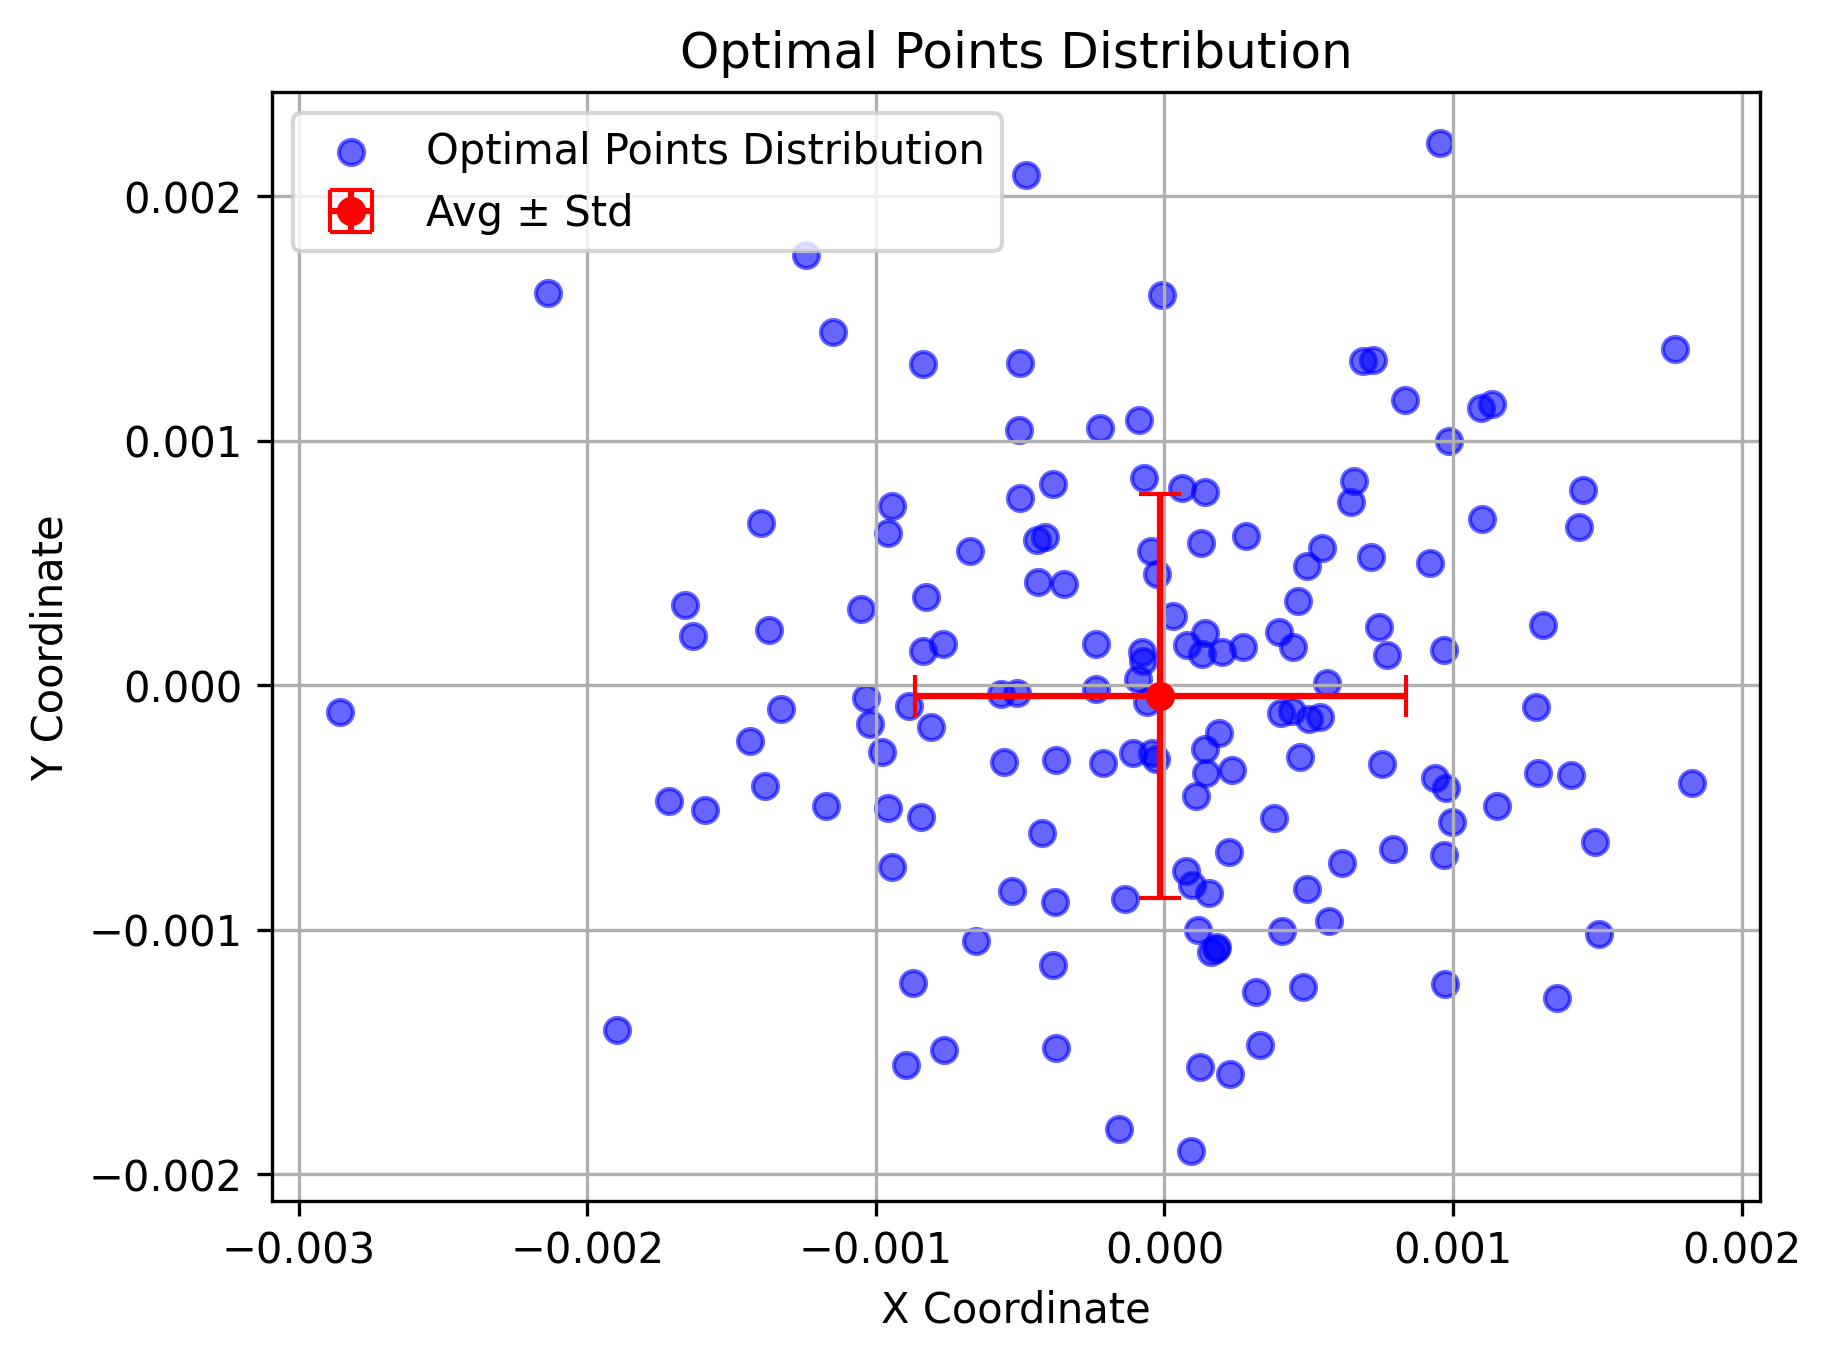 Optimal Points Distribution
Optimal Points Distribution
Avg ± Std
Y Coordinate
0.002
0.001
0.000
−0.001
−0.002
−0.003
−0.002
−0.001
0.000
0.001
0.002
X Coordinate